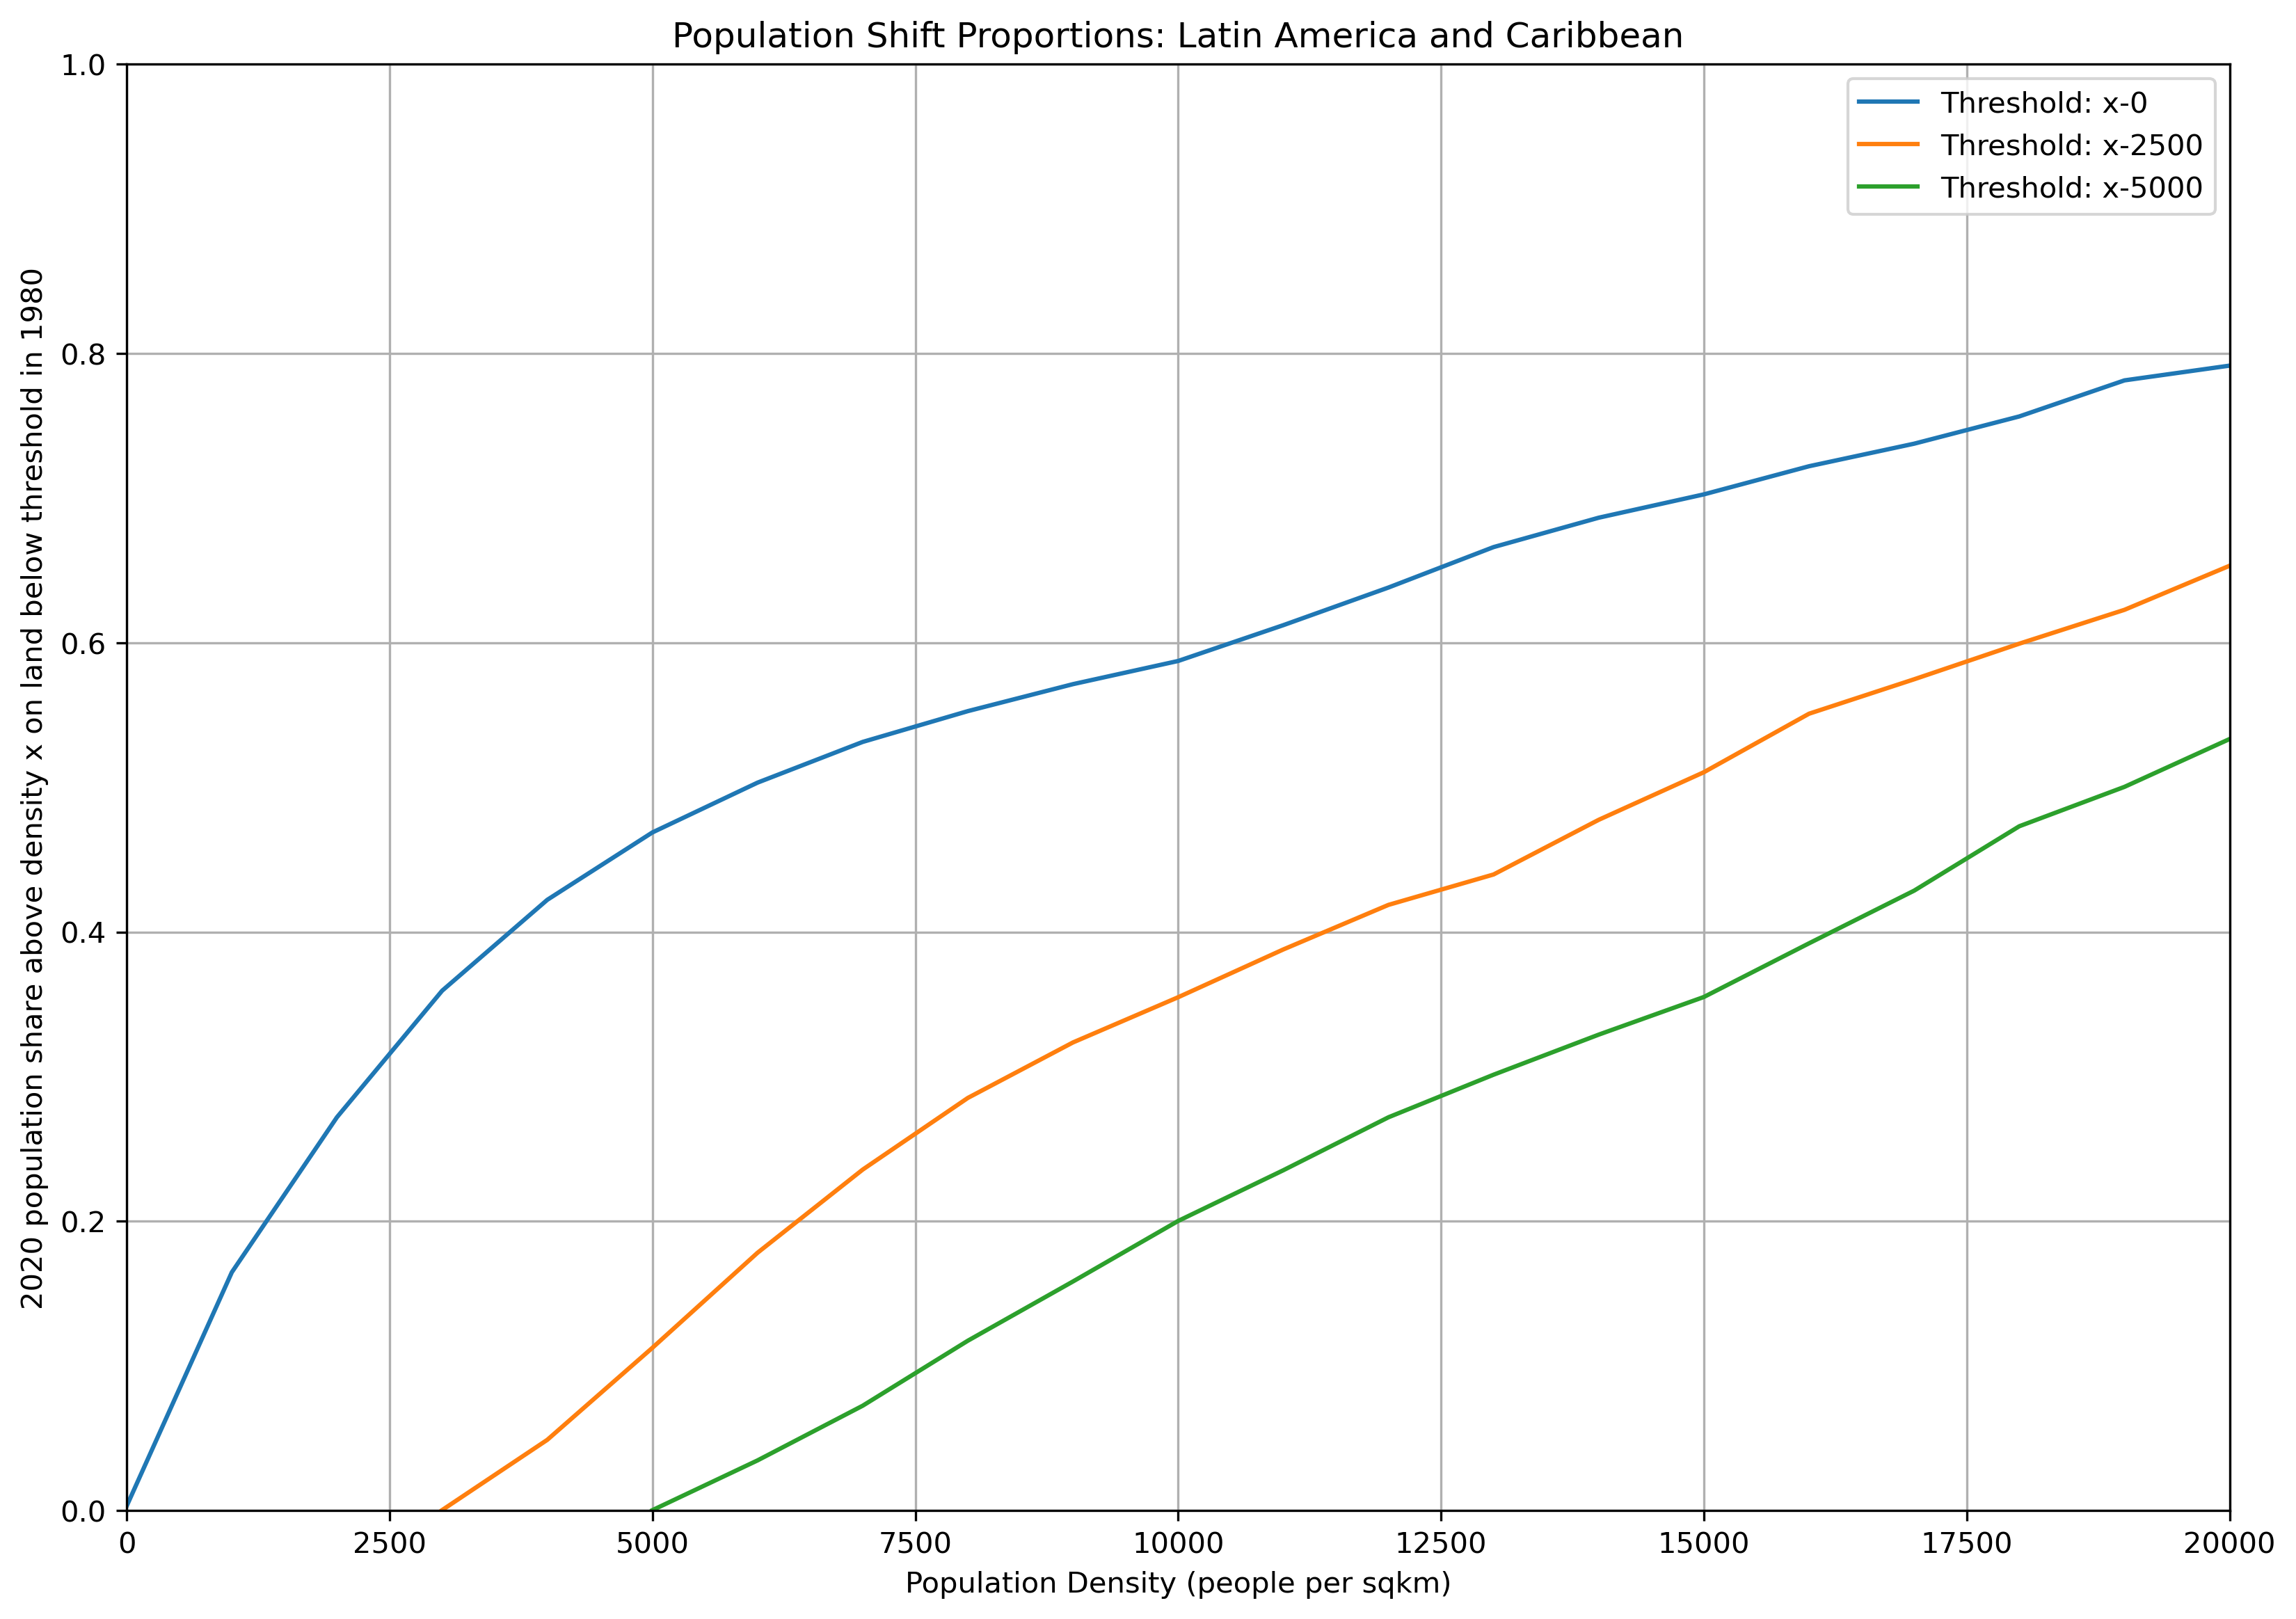 Population Shift Proportions: Latin America and Caribbean
Threshold: x-0
Threshold: x-2500
Threshold: x-5000
2020 population share above density x on land below threshold in 1980
1.0
0.8
0.6
0.4
0.2
0.0
0 2500 5000 7500 10000 12500 15000 17500 20000
Population Density (people per sqkm)